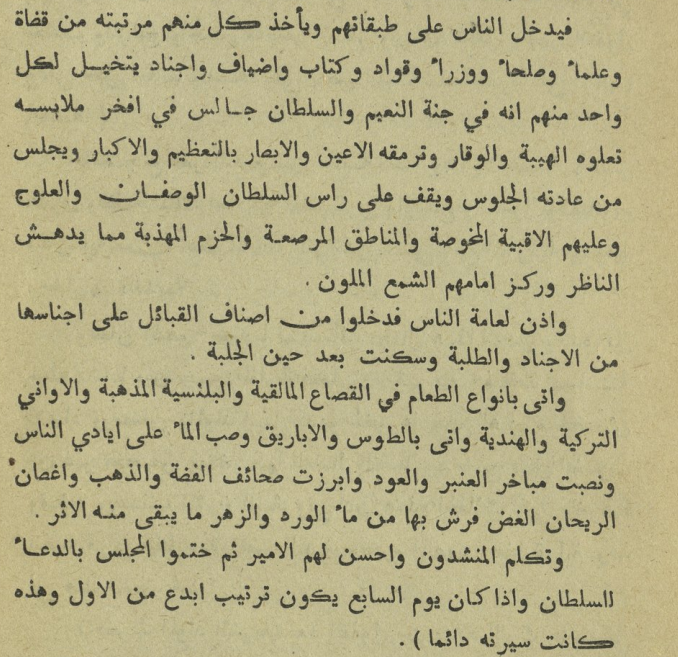 فيدخل الناس على طبقاتهم ويأخذ كل منهم مرتبته من قضاة
وعلماء وصلحاء ووزراء وقواد وكتاب واضياف واجناد يتخيل لكل
واحد منهم انه في جنة النعيم والسلطان جالس في افخر ملابسه
تعلوه الهيبة والوقار وترمقه الاعين والابصار بالتعظيم والاكبار ويجلس
من عادته الجلوس ويقف على راس السلطان الوصفان والعلوج
وعليهم الاقبية المخوصة والمناطق المرصعة والحزم المهذبة مما يدهش
الناظر وركز امامهم الشمع الملون .
واذن لعامة الناس فدخلوا من اصناف القبائل على اجناسها
من الاجناد والطلبة وسكنت بعد حين الجلبة .
واتى بانواع الطعام في القصاع المالقية والبلنسية المذهبة والاواني
التركية والهندية واتى بالطوس والاباريق وصب الماء على ايادي الناس
ونصبت مباخر العنبر والعود وابرزت صحائف الفضة والذهب واغصان
الريحان الغض فرش بها من ماء الورد والزهر ما يبقى منه الاثر .
وتكلم المنشدون واحسن لهم الامير ثم ختموا المجلس بالدعاء
للسلطان واذا كان يوم السابع يكون ترتيب ابدع من الاول وهذه
كانت سيرته دائما ) .